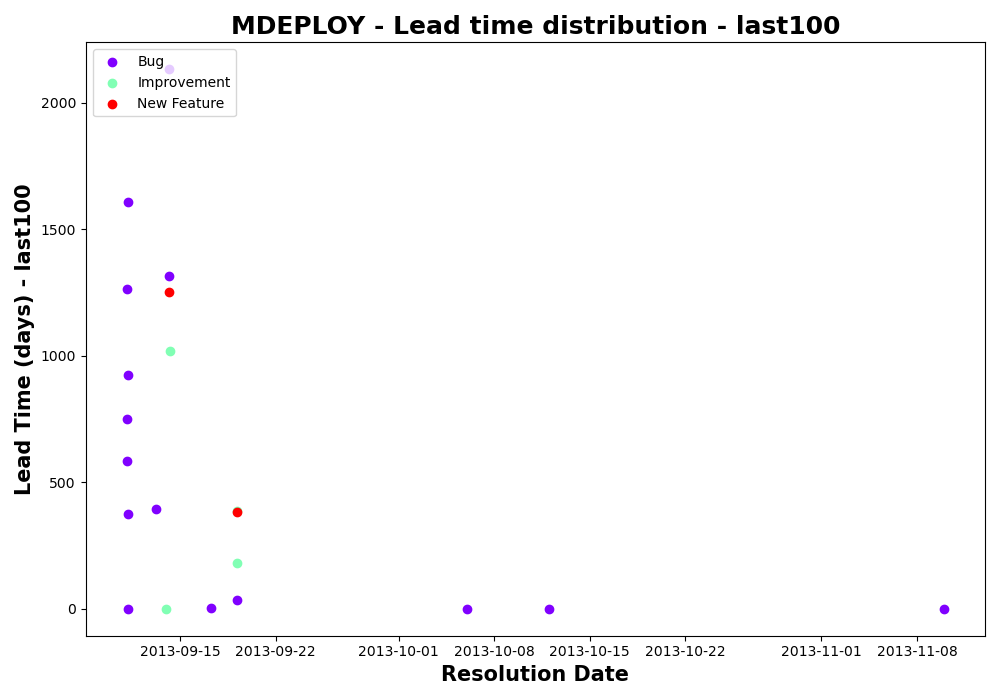 MDEPLOY - Lead time distribution - last100
Bug
Improvement
New Feature
Lead Time (days) - last100
2000
1500
1000
500
0
2013-09-15 2013-09-22 2013-10-01 2013-10-08 2013-10-15 2013-10-22 2013-11-01 2013-11-08
Resolution Date